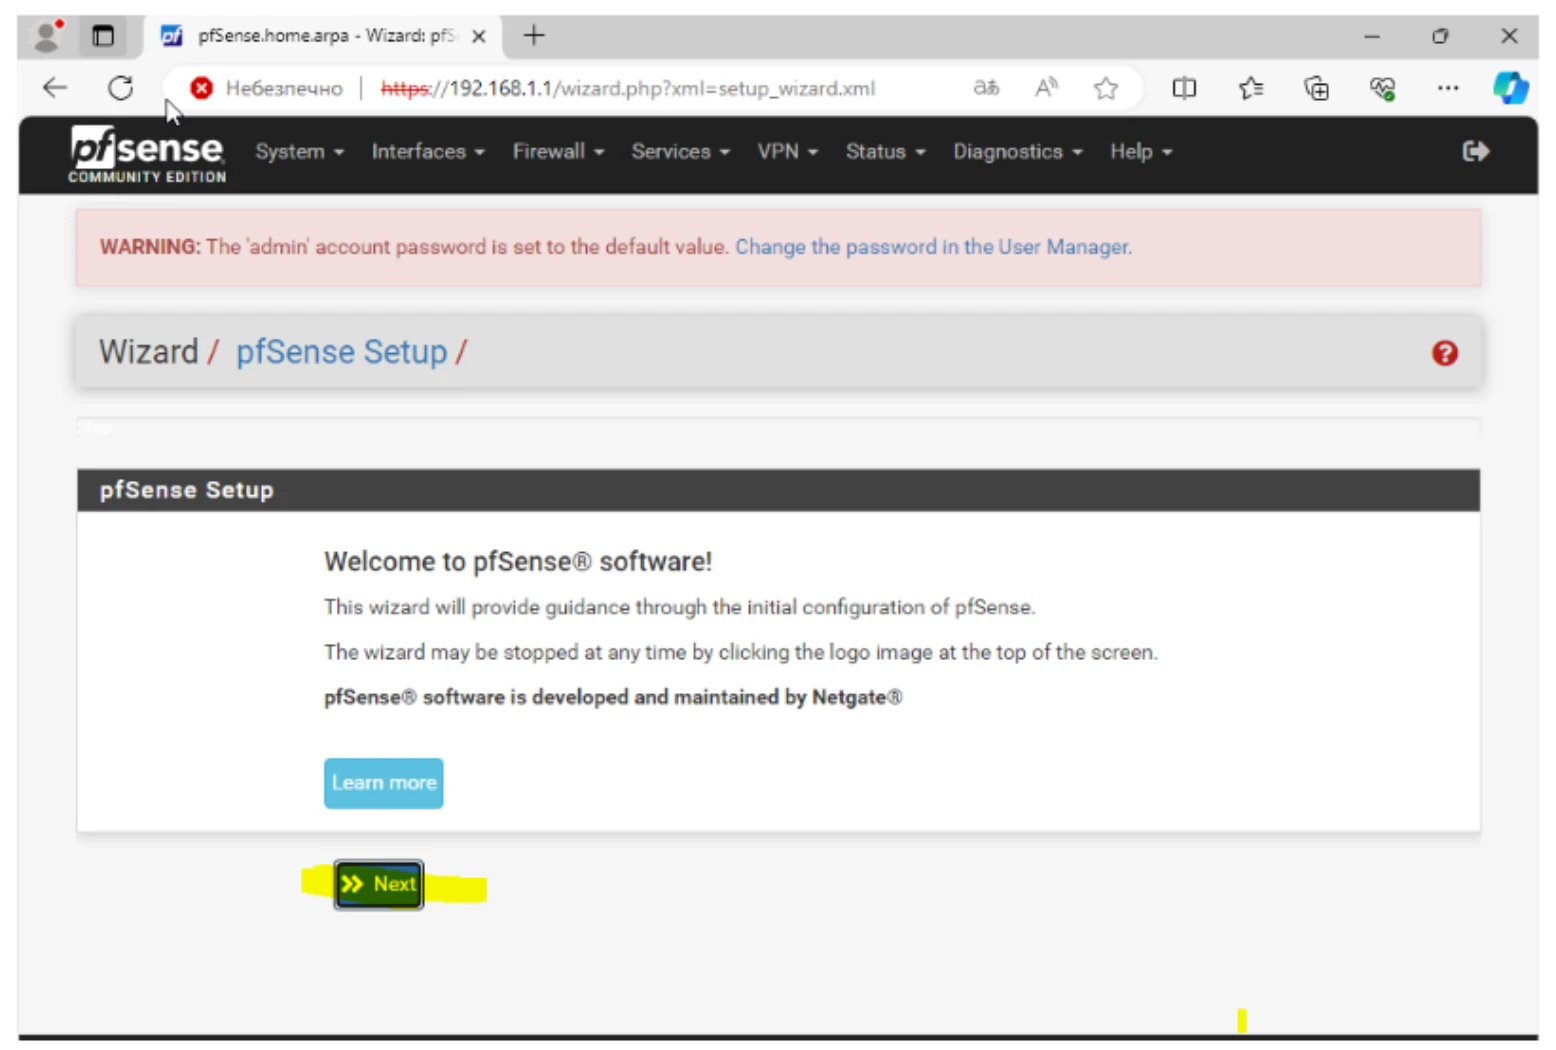 pfSense.home.arpa - Wizard: pfS
Небезпечно https://192.168.1.1/wizard.php?xml=setup_wizard.xml
pfsense
COMMUNITY EDITION
System Interfaces Firewall Services VPN Status Diagnostics Help
WARNING: The 'admin' account password is set to the default value. Change the password in the User Manager.
Wizard / pfSense Setup /
Step
pfSense Setup
Welcome to pfSense® software!
This wizard will provide guidance through the initial configuration of pfSense.
The wizard may be stopped at any time by clicking the logo image at the top of the screen.
pfSense® software is developed and maintained by Netgate®
Learn more
Next